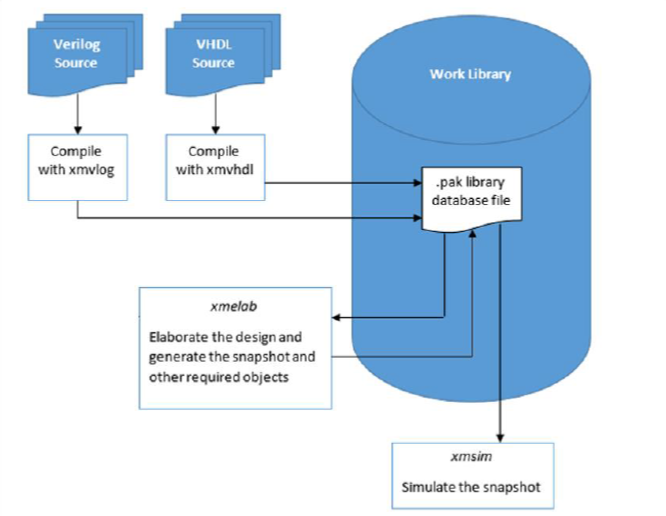 Verilog
Source
VHDL
Source
Work Library
Compile
with xmvlog
Compile
with xmvhdl
.pak library
database file
xmelab
Elaborate the design and
generate the snapshot and
other required objects
xmsim
Simulate the snapshot